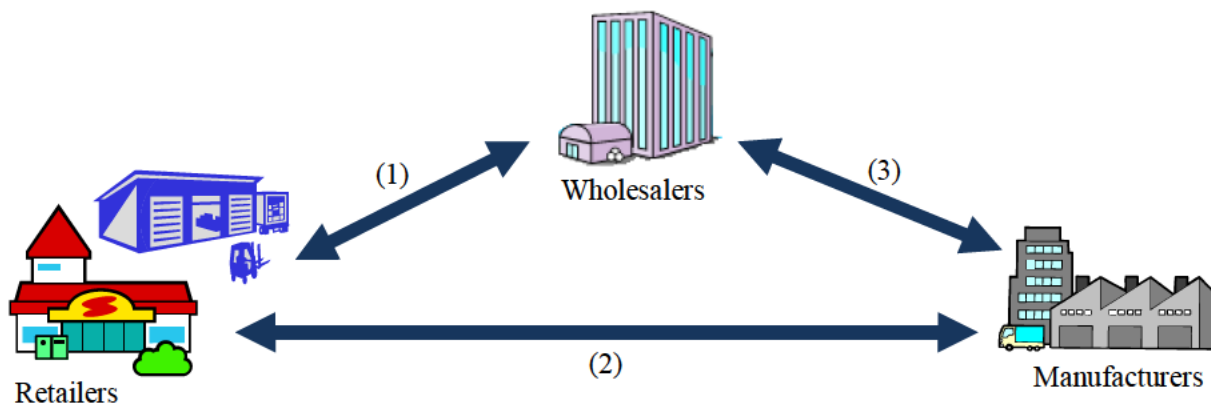 (1)
(3)
Wholesalers
(2)
Retailers
Manufacturers